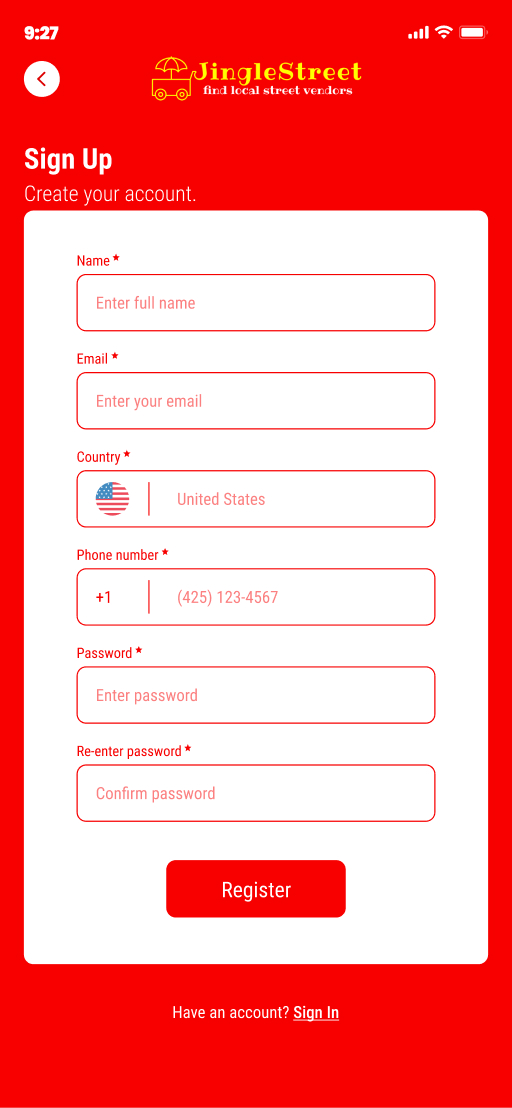 9:27
JingleStreet
find local street vendors
Sign Up
Create your account.
Name *
Enter full name
Email *
Enter your email
Country *
United States
Phone number *
+1 (425) 123-4567
Password *
Enter password
Re-enter password *
Confirm password
Register
Have an account? Sign In